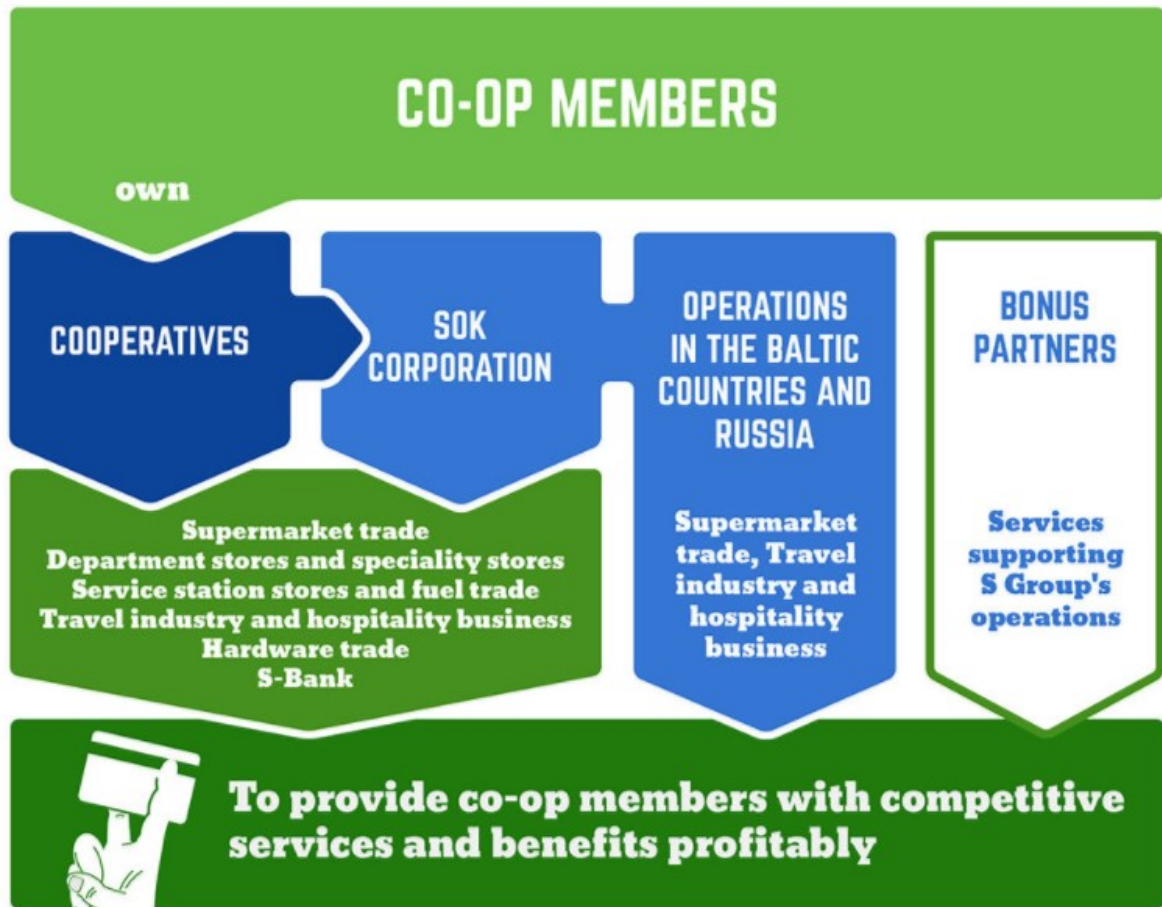 CO-OP MEMBERS
own
COOPERATIVES
SOK
CORPORATION
OPERATIONS
IN THE BALTIC
COUNTRIES AND
RUSSIA
BONUS
PARTNERS
Supermarket trade
Department stores and speciality stores
Service station stores and fuel trade
Travel industry and hospitality business
Hardware trade
S-Bank
Supermarket
trade, Travel
industry and
hospitality
business
Services
supporting
S Group's
operations
To provide co-op members with competitive
services and benefits profitably